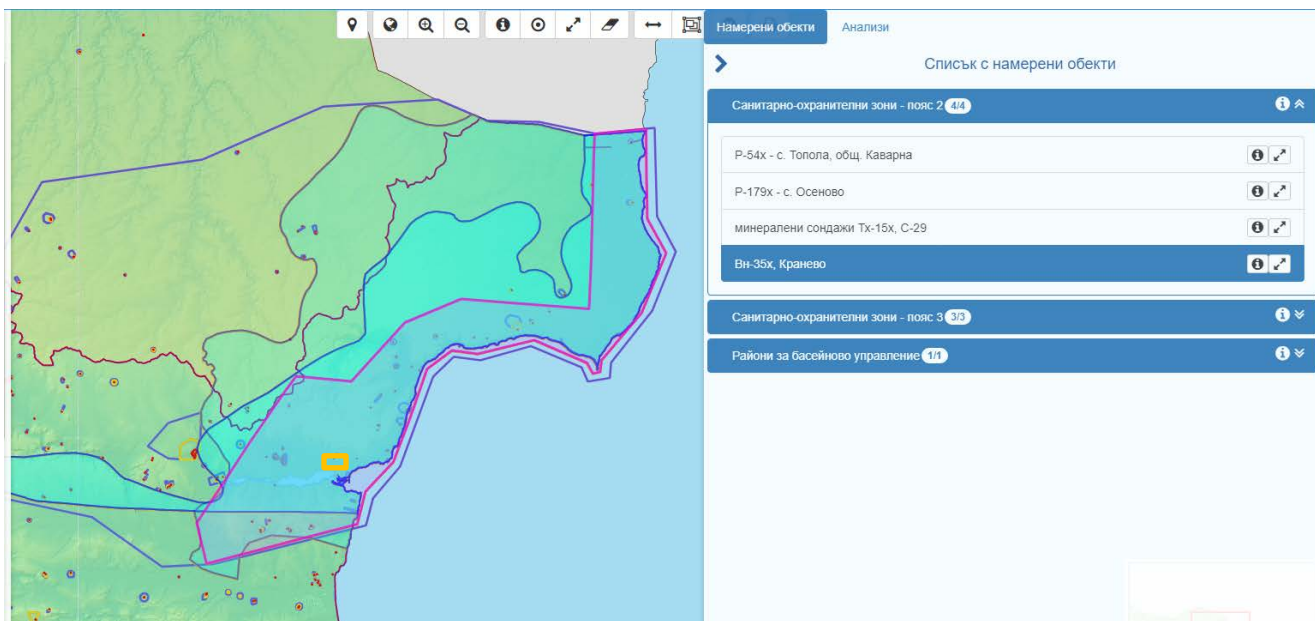 Намерени обекти
Анализи
Списък с намерени обекти
Санитарно-охранителни зони - пояс 2 4/4
Р-54х - с. Топола, общ. Каварна
Р-179х - с. Осеново
минералени сондажи Тх-15х, С-29
Вн-35х, Кранево
Санитарно-охранителни зони - пояс 3 3/3
Райони за басейново управление 1/1